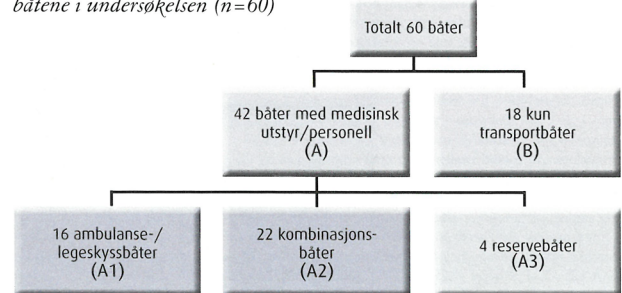 båtene i undersøkelsen (n=60)
Totalt 60 båter
42 båter med medisinsk
utstyr/personell
(A)
18 kun
transportbåter
(B)
16 ambulanse-/
legeskyssbåter
(A1)
22 kombinasjons-
båter
(A2)
4 reservebåter
(A3)